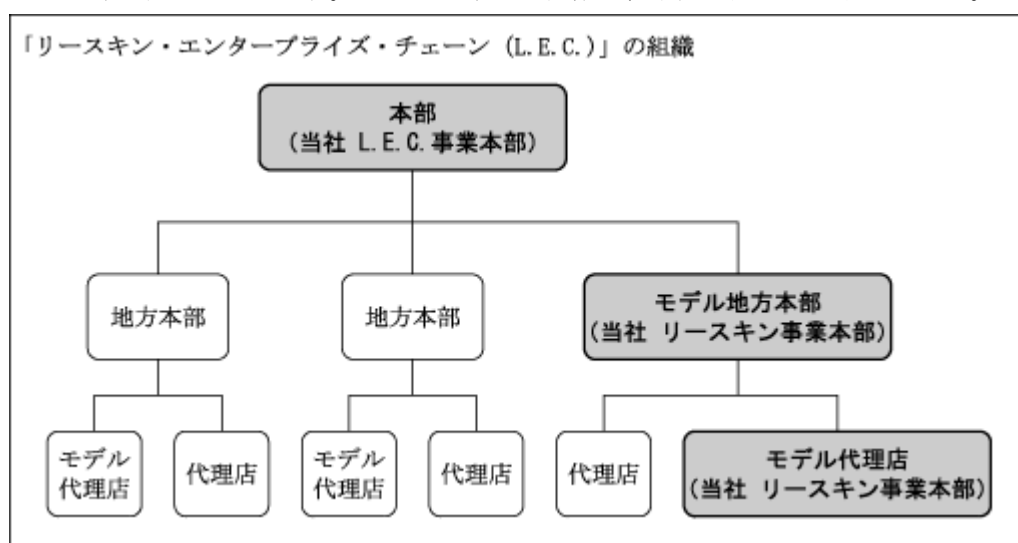 「リースキン・エンタープライズ・チェーン (L.E.C.)」の組織
本部
(当社 L.E.C.事業本部)
地方本部
地方本部
モデル地方本部
(当社 リースキン事業本部)
モデル
代理店
代理店
モデル
代理店
代理店
代理店
モデル代理店
(当社 リースキン事業本部)